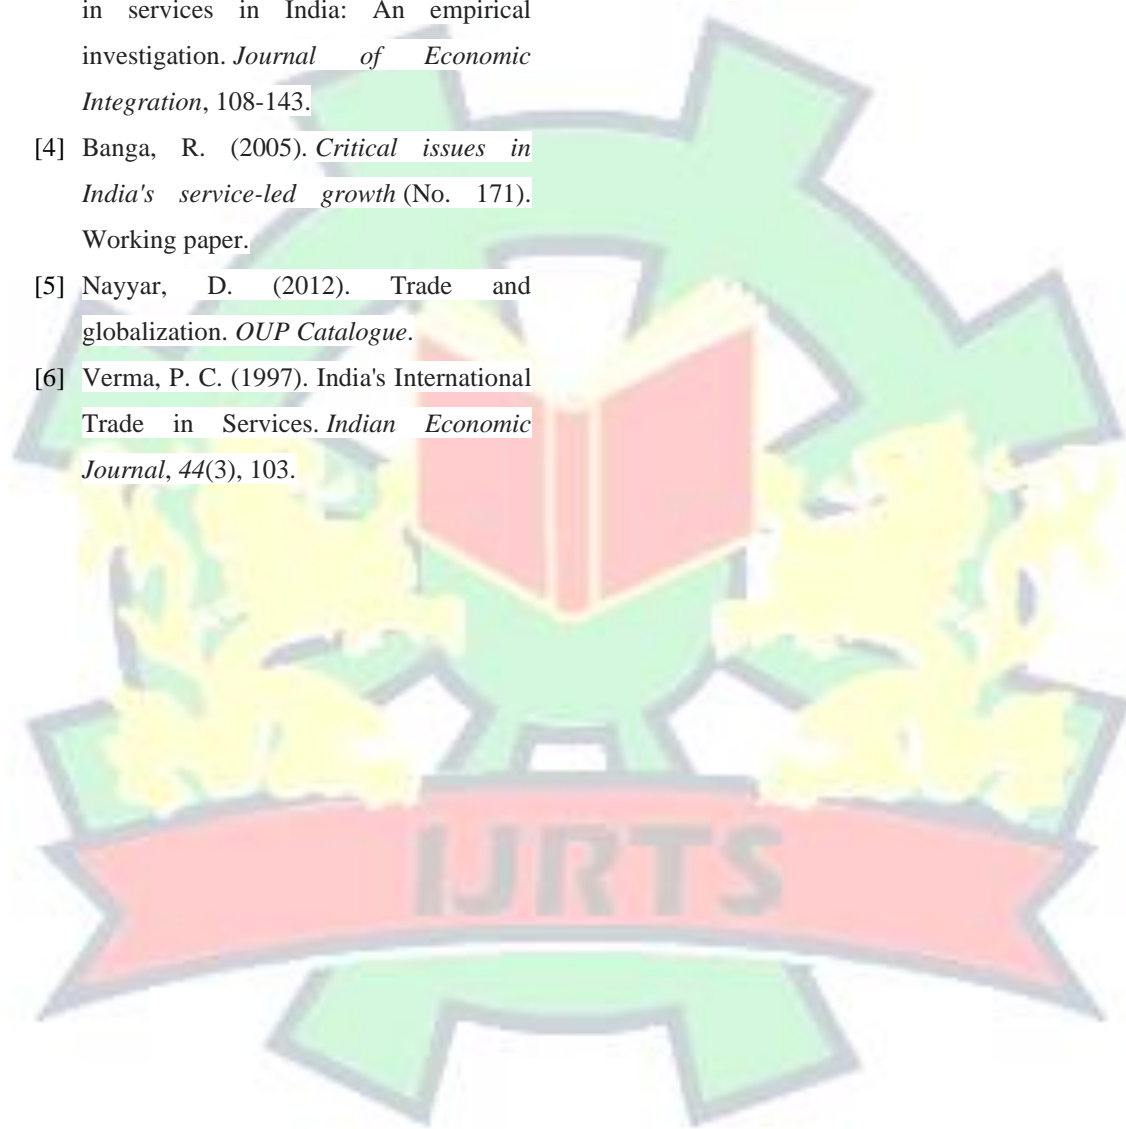 in services in India: An empirical
investigation. Journal of Economic
Integration, 108-143.
[4] Banga, R. (2005). Critical issues in
India's service-led growth (No. 171).
Working paper.
[5] Nayyar, D. (2012). Trade and
globalization. OUP Catalogue.
[6] Verma, P. C. (1997). India's International
Trade in Services. Indian Economic
Journal, 44(3), 103.
IJRTS